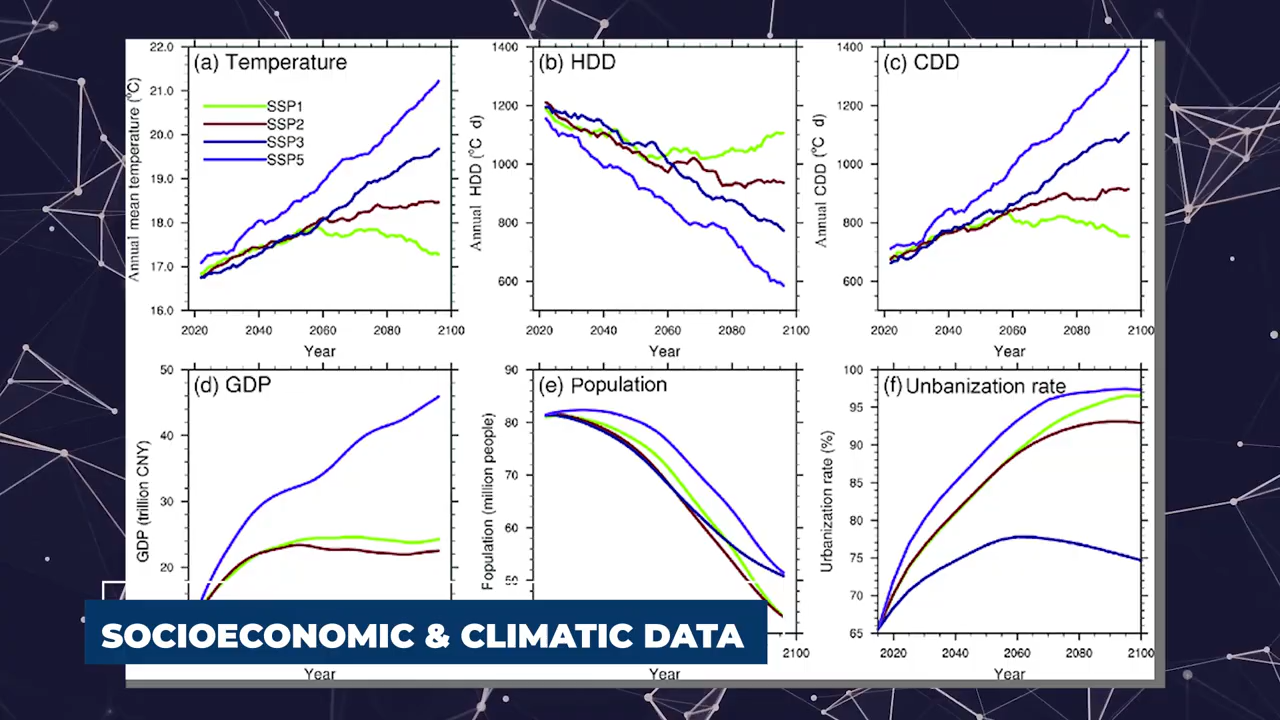 (a) Temperature
Annual mean temperature (°C)
22.0
21.0
20.0
19.0
18.0
17.0
16.0
SSP1
SSP2
SSP3
SSP5
2020 2040 2060 2080 2100
Year
(b) HDD
Annual HDD (°C d)
1400
1200
1000
800
600
2020 2040 2060 2080 2100
Year
(c) CDD
Annual CDD (°C d)
1400
1200
1000
800
600
2020 2040 2060 2080 2100
Year
(d) GDP
GDP (trillion CNY)
50
40
30
20
Year
(e) Population
Population (million people)
90
80
70
60
50
2100
Year
(f) Unbanization rate
Urbanization rate (%)
100
95
90
85
80
75
70
65
2020 2040 2060 2080 2100
Year
SOCIOECONOMIC & CLIMATIC DATA